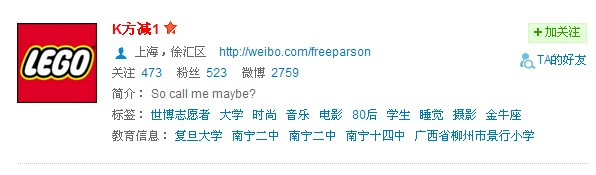 LEGO
K方减1
+加关注
上海，徐汇区 http://weibo.com/freeparson
TA的好友
关注 473 粉丝 523 微博 2759
简介： So call me maybe?
标签： 世博志愿者 大学 时尚 音乐 电影 80后 学生 睡觉 摄影 金牛座
教育信息： 复旦大学 南宁二中 南宁二中 南宁十四中 广西省柳州市景行小学